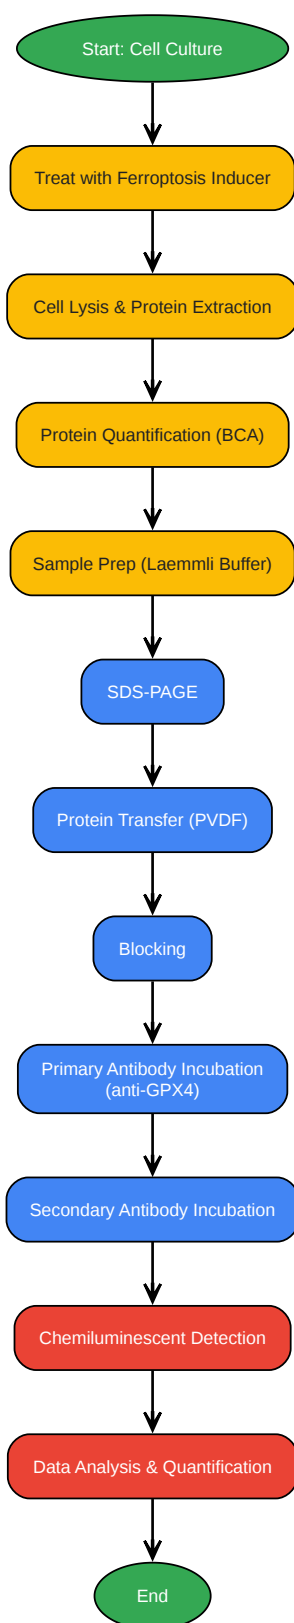 Start: Cell Culture
Treat with Ferroptosis Inducer
Cell Lysis & Protein Extraction
Protein Quantification (BCA)
Sample Prep (Laemmli Buffer)
SDS-PAGE
Protein Transfer (PVDF)
Blocking
Primary Antibody Incubation
(anti-GPX4)
Secondary Antibody Incubation
Chemiluminescent Detection
Data Analysis & Quantification
End